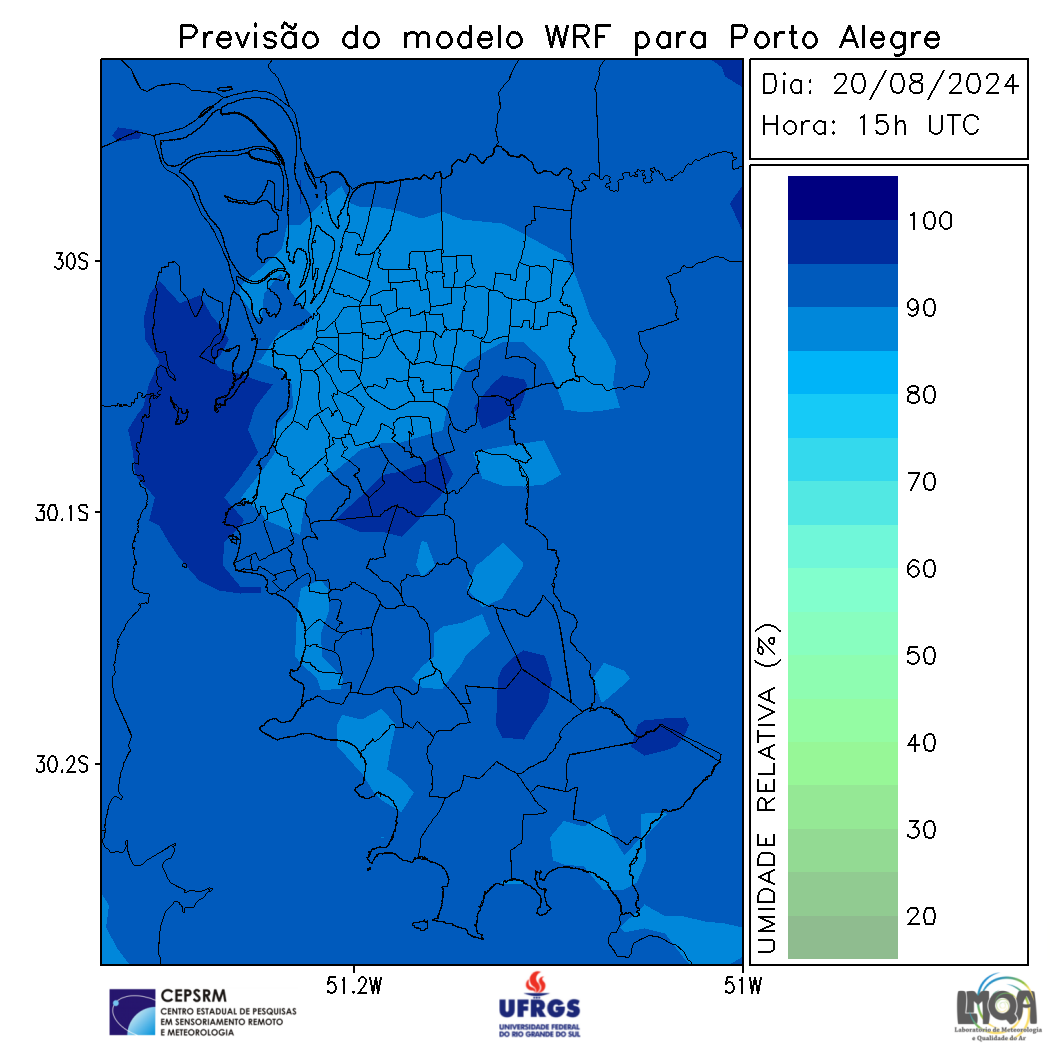 Previsão do modelo WRF para Porto Alegre
Dia: 20/08/2024
Hora: 15h UTC
30S
30.1S
30.2S
51.2W
51W
100
90
80
70
60
50
40
30
20
UMIDADE RELATIVA (%)
CEPSRM
CENTRO ESTADUAL DE PESQUISAS
EM SENSORIAMENTO REMOTO
E METEOROLOGIA
UFRGS
UNIVERSIDADE FEDERAL
DO RIO GRANDE DO SUL
LMQA
Laboratório de Meteorologia
e Qualidade do Ar